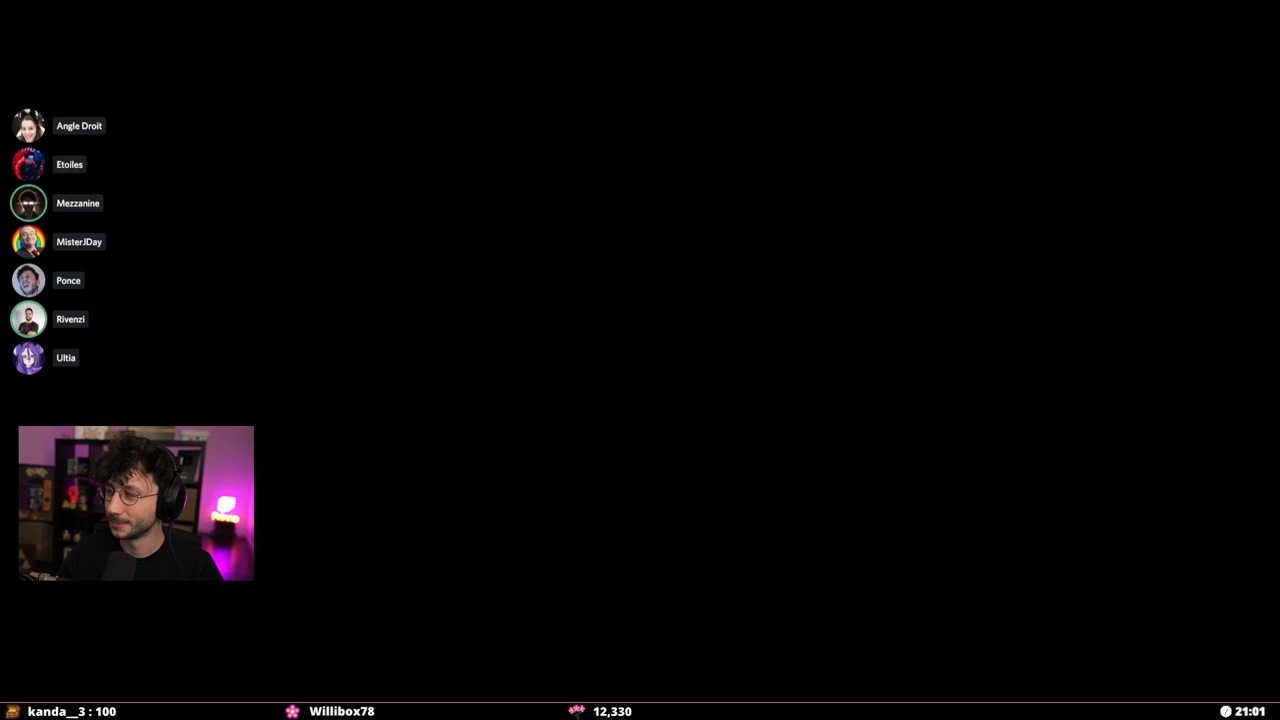 Angle Droit
Etoiles
Mezzanine
MisterJDay
Ponce
Rivenzi
Ultia
kanda__3 : 100
Willibox78
12,330
21:01